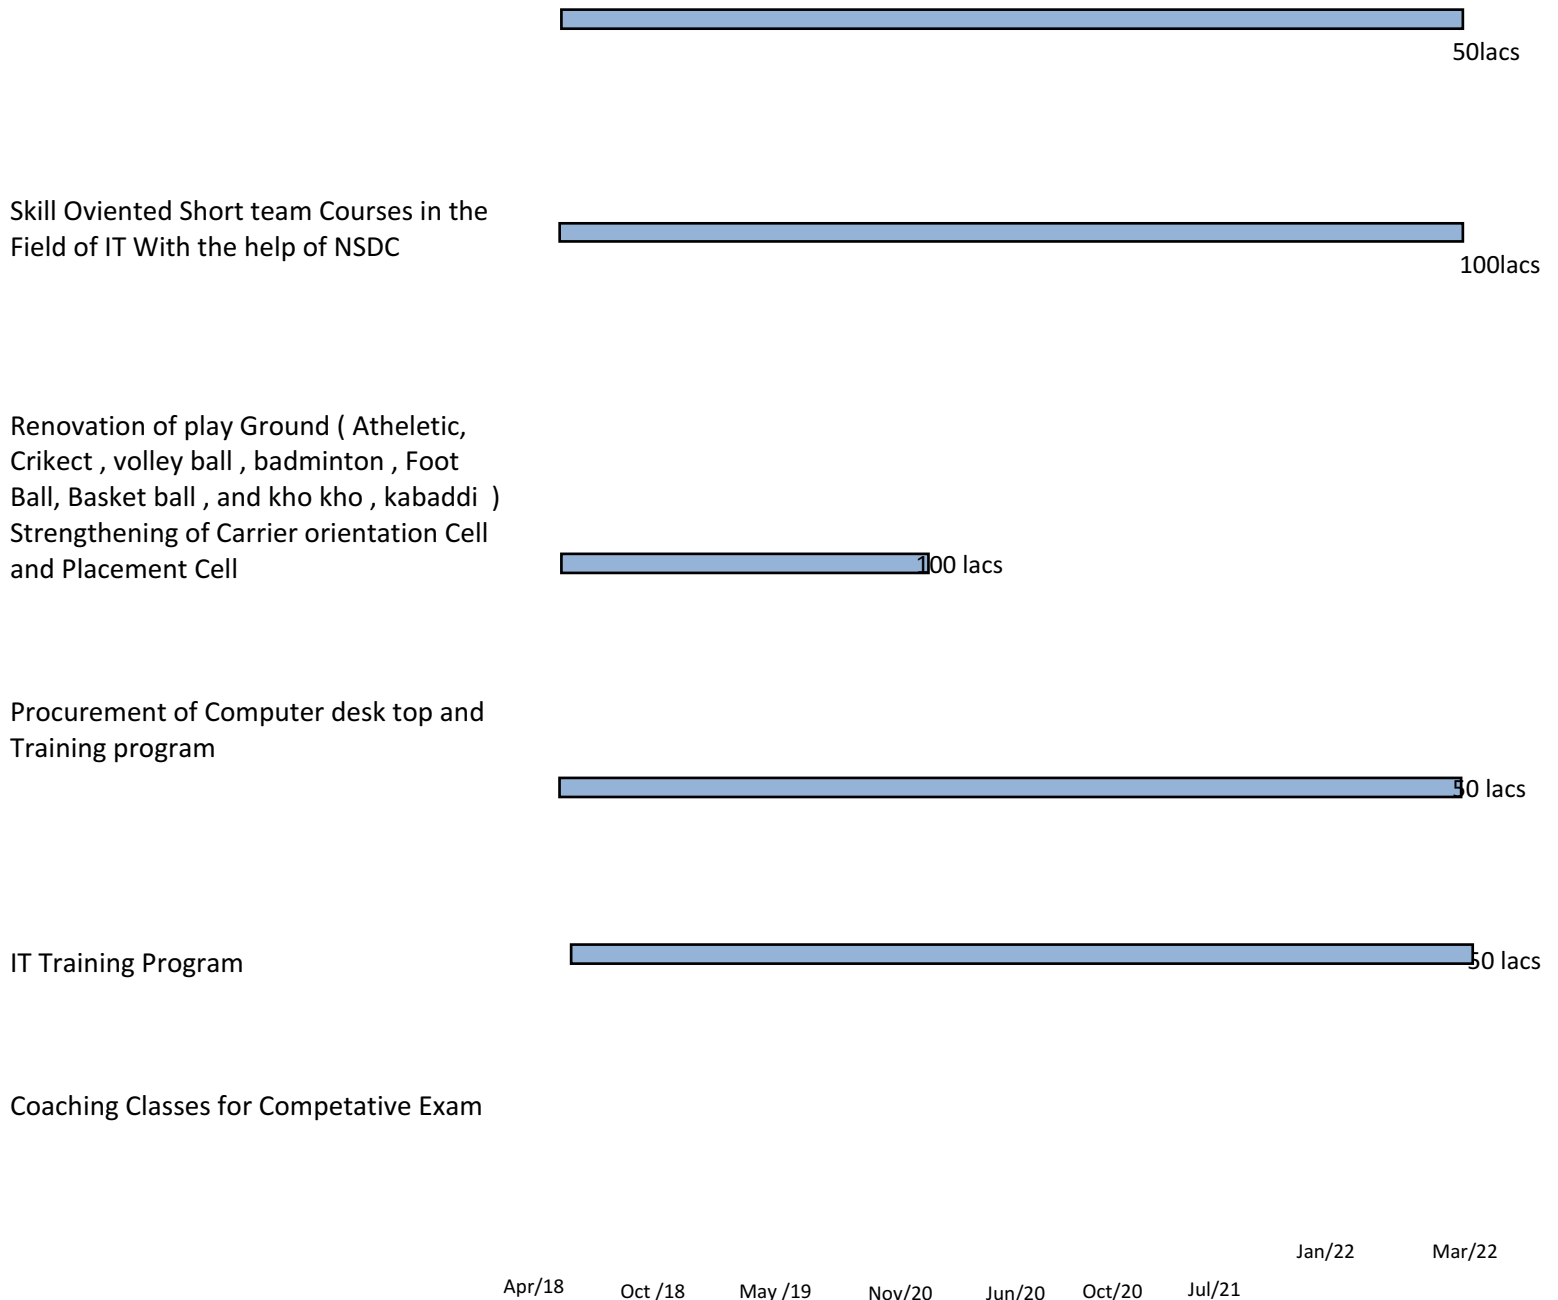 50lacs
Skill Oviented Short team Courses in the
Field of IT With the help of NSDC
100lacs
Renovation of play Ground ( Atheletic,
Crikect , volley ball , badminton , Foot
Ball, Basket ball , and kho kho , kabaddi  )
Strengthening of Carrier orientation Cell
and Placement Cell
100 lacs
Procurement of Computer desk top and
Training program
50 lacs
IT Training Program
50 lacs
Coaching Classes for Competative Exam
Jan/22 Mar/22
Apr/18 Oct /18 May /19 Nov/20 Jun/20 Oct/20 Jul/21